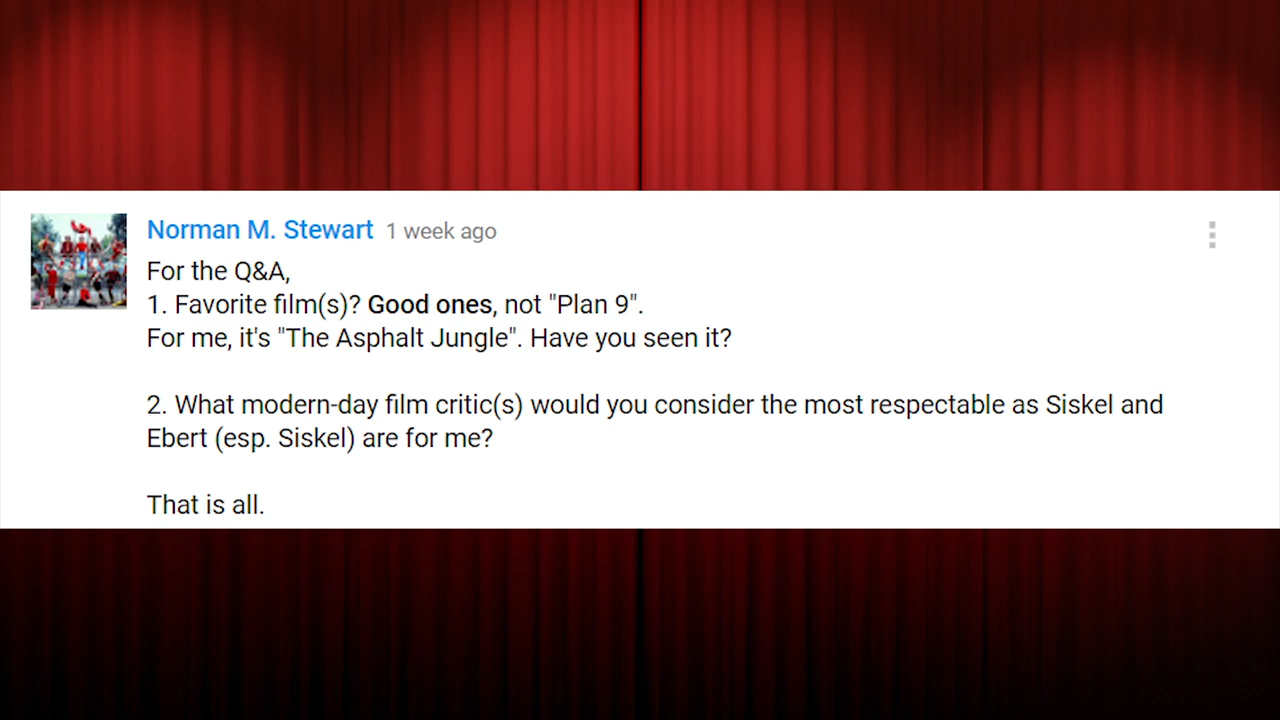 Norman M. Stewart 1 week ago
For the Q&A,
1. Favorite film(s)? Good ones, not "Plan 9".
For me, it's "The Asphalt Jungle". Have you seen it?
2. What modern-day film critic(s) would you consider the most respectable as Siskel and
Ebert (esp. Siskel) are for me?
That is all.